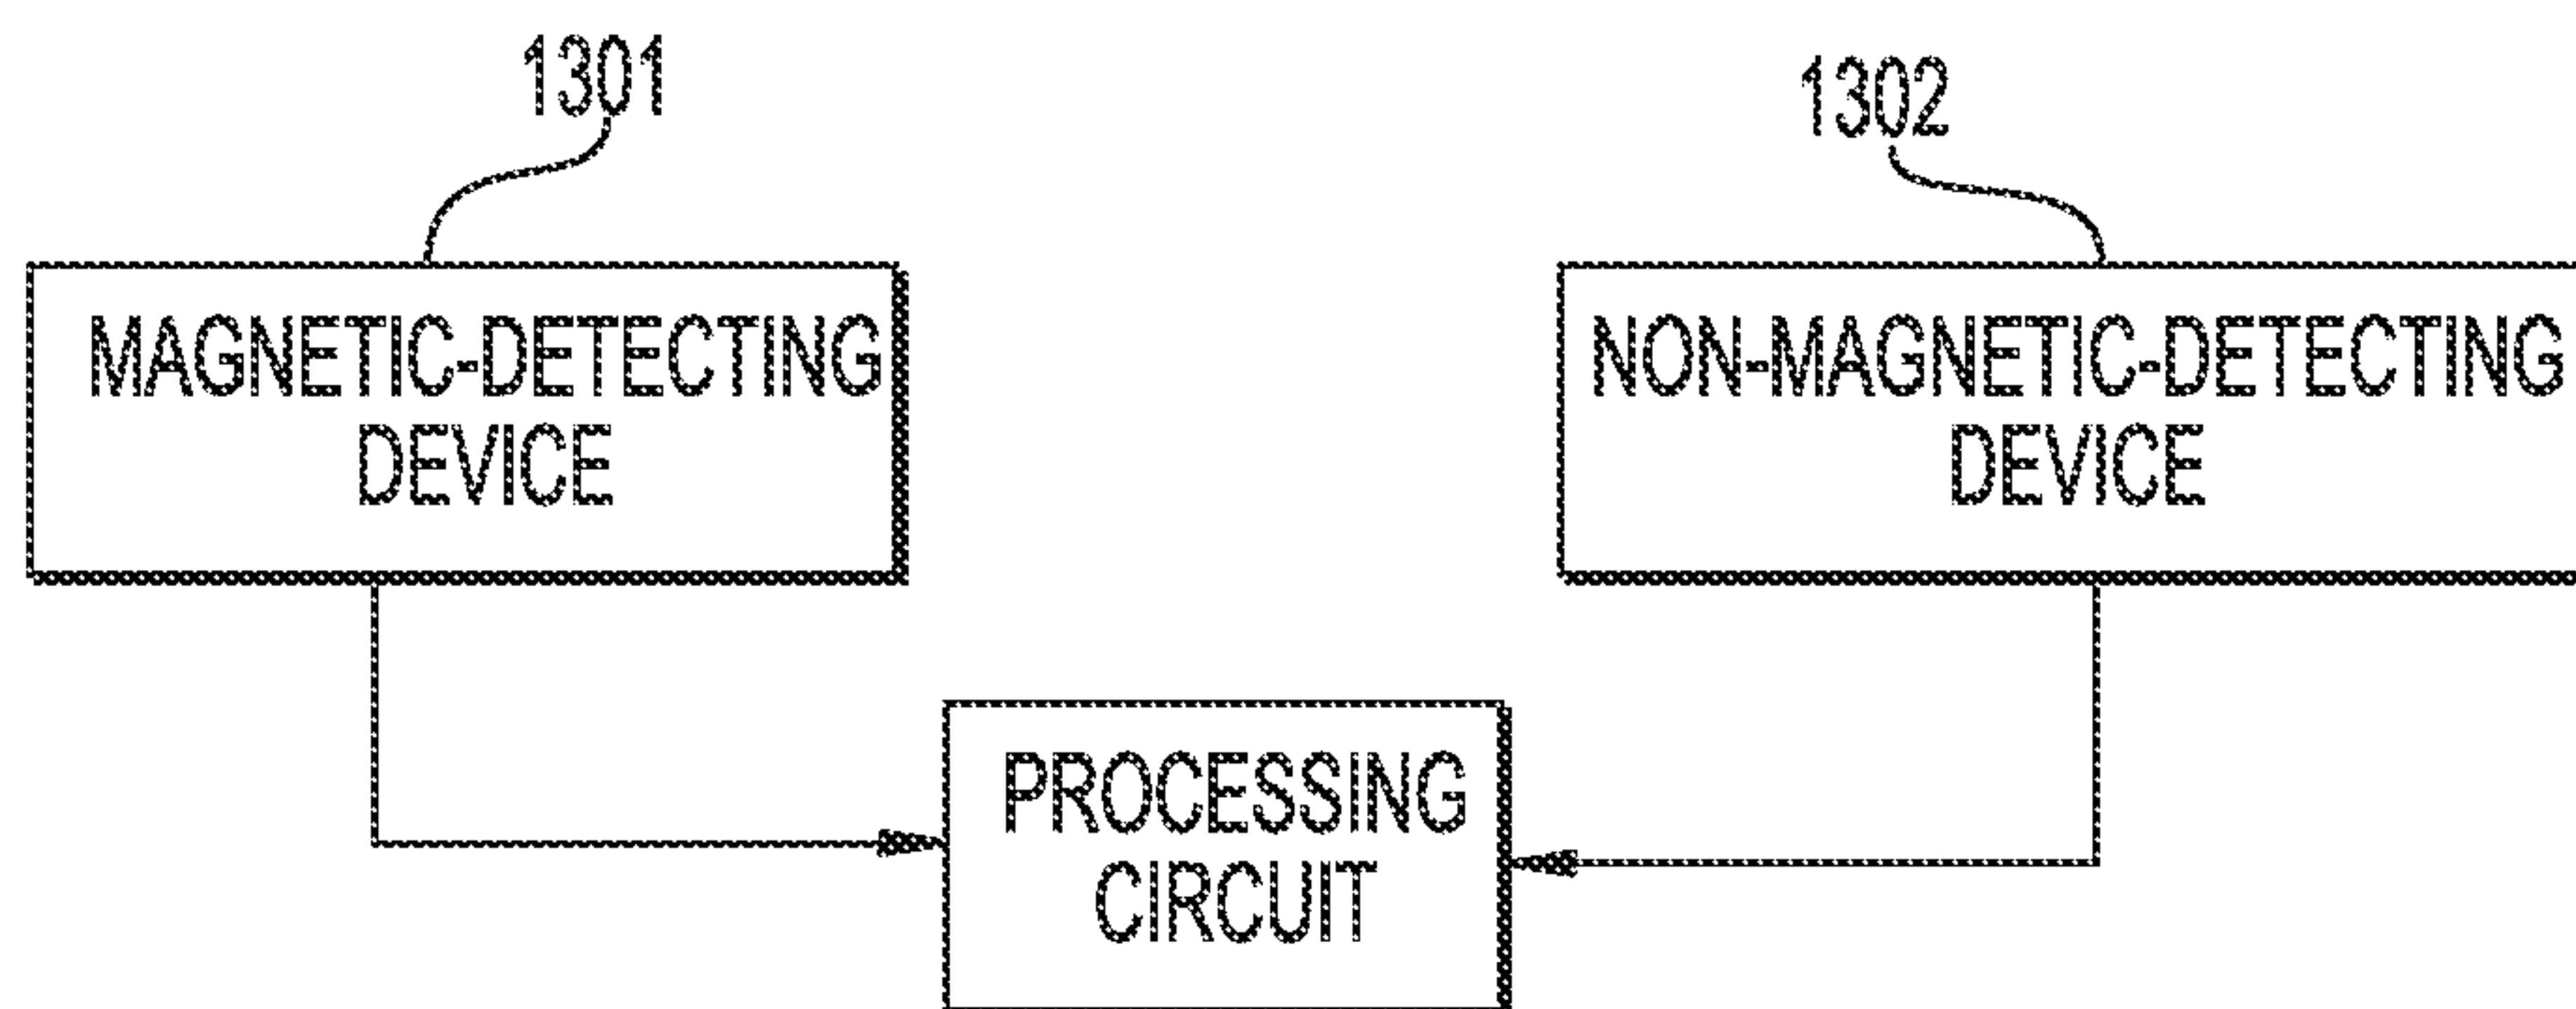 1301
1302
MAGNETIC-DETECTING
DEVICE
NON-MAGNETIC-DETECTING
DEVICE
PROCESSING
CIRCUIT